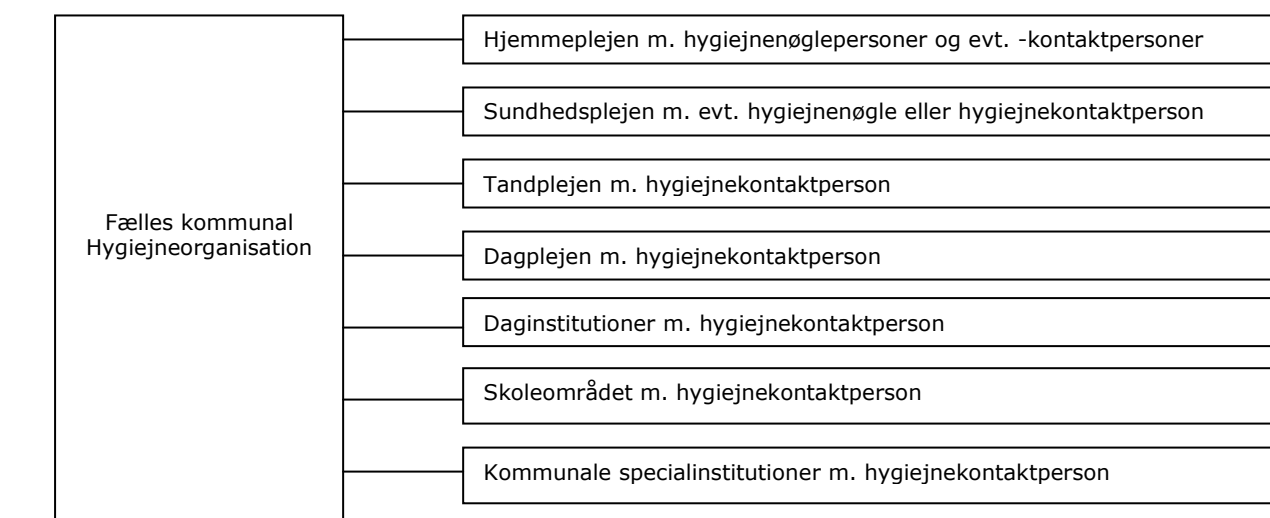 Fælles kommunal
Hygiejneorganisation
Hjemmeplejen m. hygiejnenøglepersoner og evt. -kontaktpersoner
Sundhedsplejen m. evt. hygiejnenøgle eller hygiejnekontaktperson
Tandplejen m. hygiejnekontaktperson
Dagplejen m. hygiejnekontaktperson
Daginstitutioner m. hygiejnekontaktperson
Skoleområdet m. hygiejnekontaktperson
Kommunale specialinstitutioner m. hygiejnekontaktperson